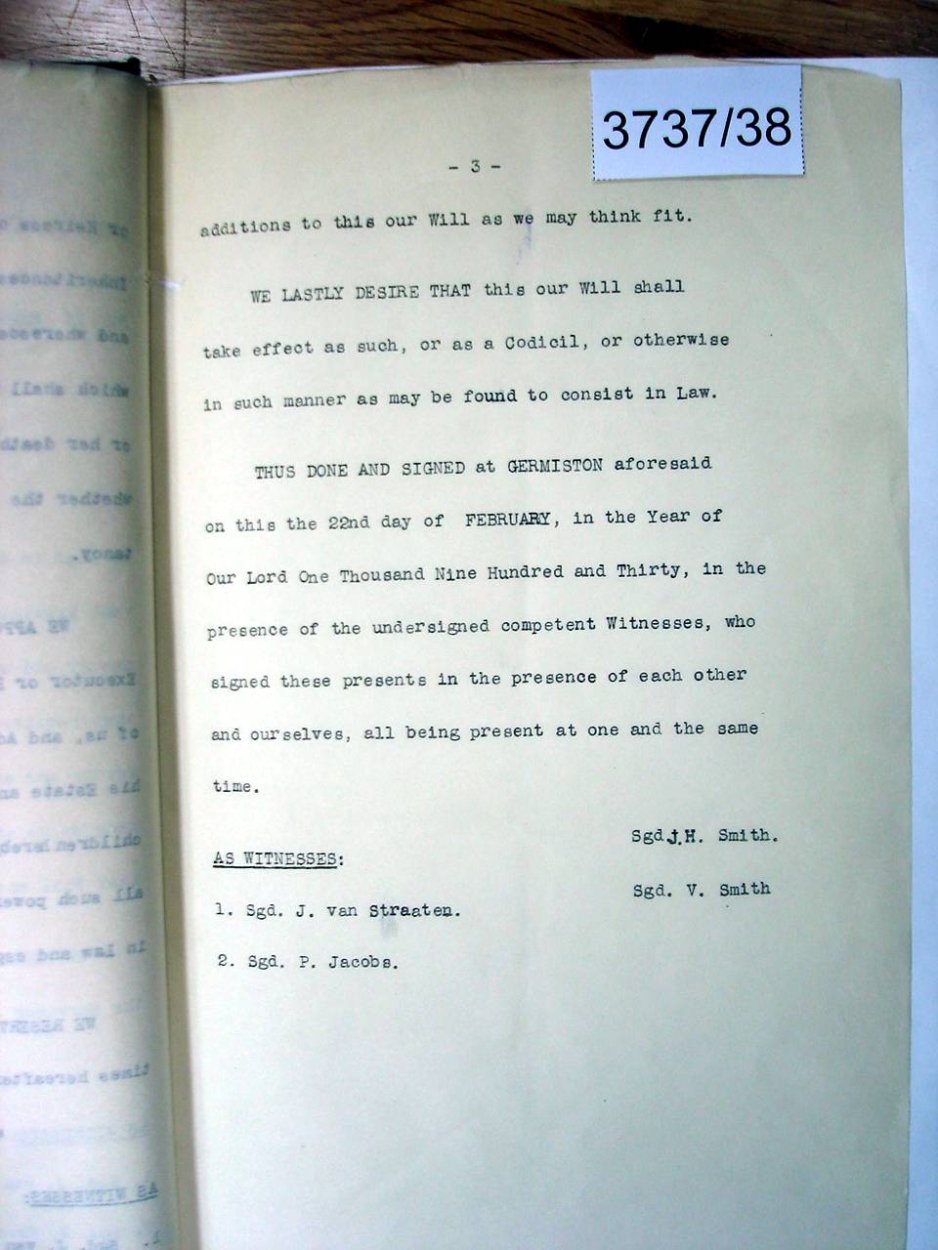 3737/38
- 3 -
additions to this our Will as we may think fit.
WE LASTLY DESIRE THAT this our Will shall
take effect as such, or as a Codicil, or otherwise
in such manner as may be found to consist in Law.
THUS DONE AND SIGNED at GERMISTON aforesaid
on this the 22nd day of FEBRUARY, in the Year of
Our Lord One Thousand Nine Hundred and Thirty, in the
presence of the undersigned competent Witnesses, who
signed these presents in the presence of each other
and ourselves, all being present at one and the same
time.
Sgd J.H. Smith.
AS WITNESSES:
Sgd. V. Smith
1. Sgd. J. van Straaten.
2. Sgd. P. Jacobs.